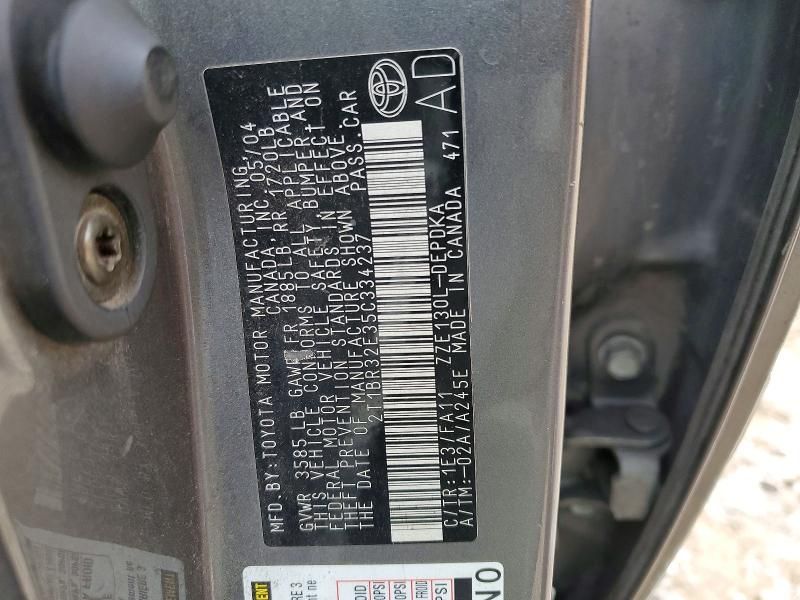 MFD. BY: TOYOTA MOTOR MANUFACTURING,
CANADA, INC. 05/04
GVWR 3585LB GAWR FR 1885LB, RR 1720LB
THIS VEHICLE CONFORMS TO ALL APPLICABLE
FEDERAL MOTOR VEHICLE SAFETY, BUMPER AND
THEFT PREVENTION STANDARDS IN EFFECT ON
THE DATE OF MANUFACTURE SHOWN ABOVE.
2T1BR32E35C334237 PASS.CAR
C/TR:1E3/FA11 ZZE130L-DEPDKA
A/TM:-02A/A245E MADE IN CANADA 471
AD